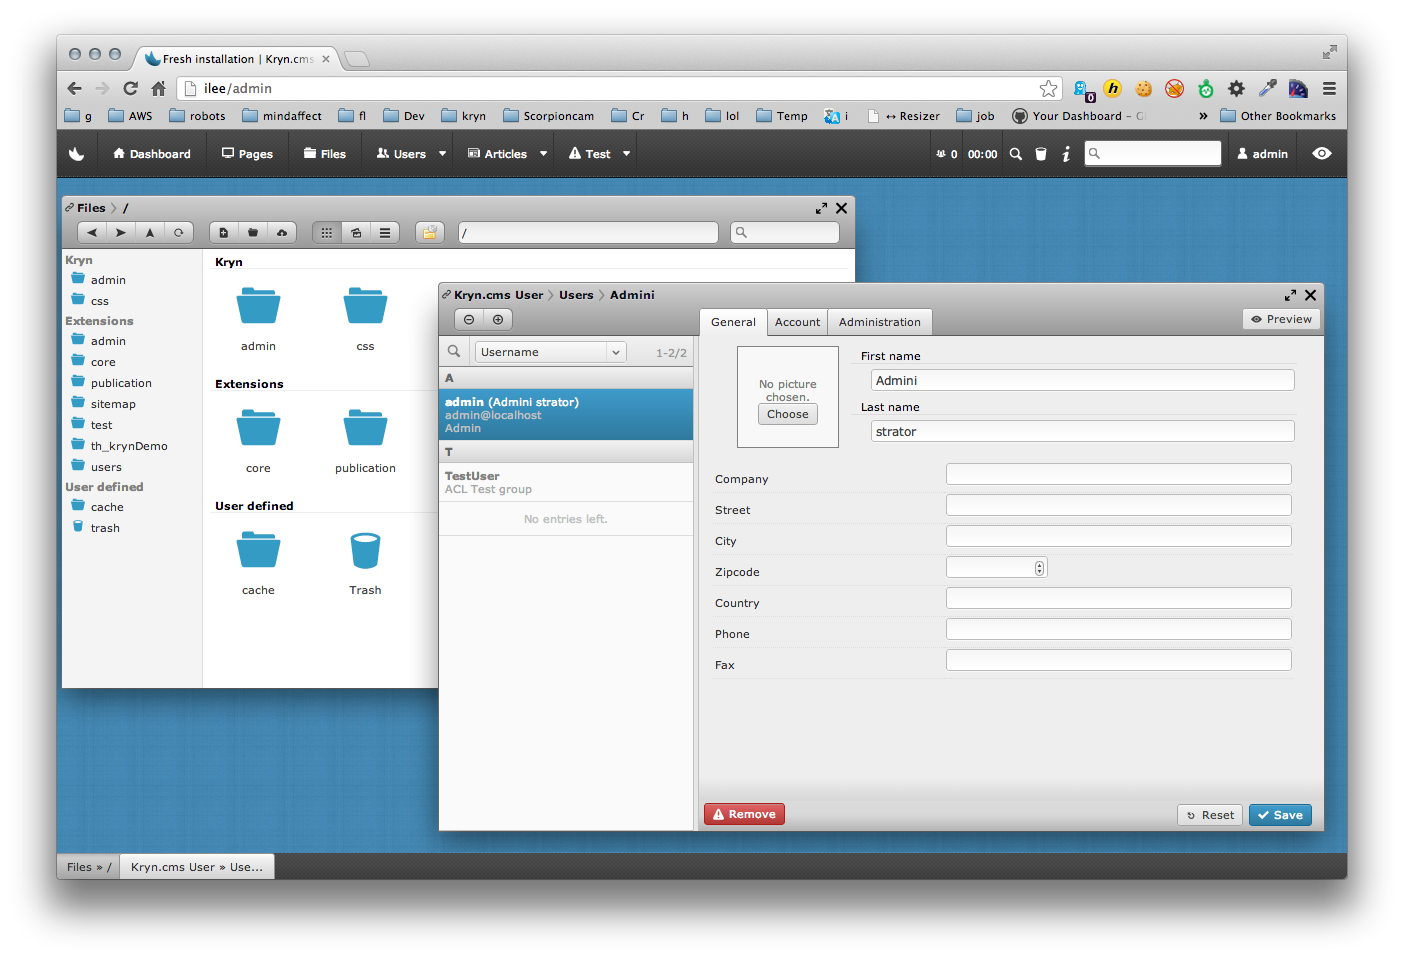 Fresh installation | Kryn.cms
ilee/admin
0
h
g AWS robots mindaffect fl Dev kryn Scorpioncam Cr h lol Temp i ↔ Resizer job Your Dashboard – G » Other Bookmarks
Dashboard Pages Files Users Articles Test 0 00:00 i admin
Files /
/
Kryn
admin
css
Extensions
admin
core
publication
sitemap
test
th_krynDemo
users
User defined
cache
trash
Kryn
admin css
Extensions
core publication
User defined
cache Trash
Kryn.cms User Users Admini
General Account Administration Preview
Username 1-2/2
A
admin (Admini strator)
admin@localhost
Admin
T
TestUser
ACL Test group
No entries left.
No picture
chosen.
Choose
First name
Admini
Last name
strator
Company
Street
City
Zipcode
Country
Phone
Fax
Remove Reset Save
Files » / Kryn.cms User » Use...